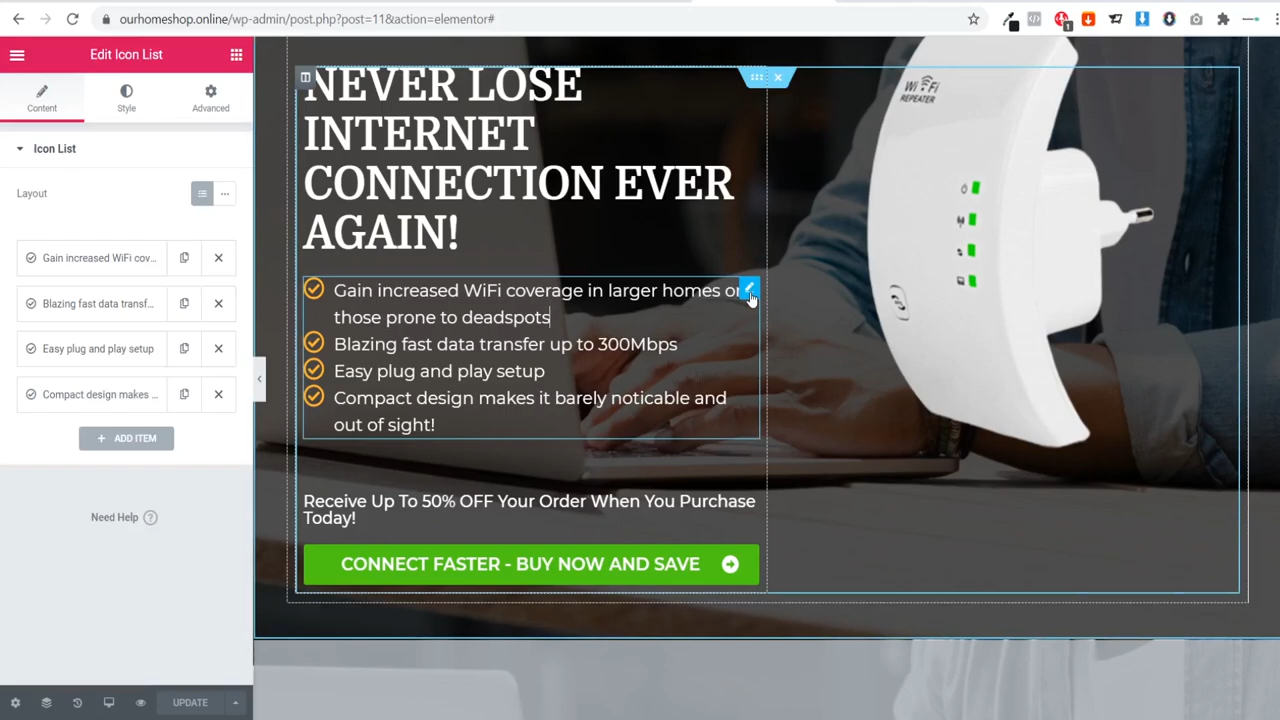 ourhomeshop.online/wp-admin/post.php?post=11&action=elementor#
1
Edit Icon List
Content
Style
Advanced
Icon List
Layout
Gain increased WiFi cov...
Blazing fast data transf...
Easy plug and play setup
Compact design makes ...
+ ADD ITEM
Need Help ?
UPDATE
NEVER LOSE
INTERNET
CONNECTION EVER
AGAIN!
Gain increased WiFi coverage in larger homes or
those prone to deadspots
Blazing fast data transfer up to 300Mbps
Easy plug and play setup
Compact design makes it barely noticable and
out of sight!
Receive Up To 50% OFF Your Order When You Purchase
Today!
CONNECT FASTER - BUY NOW AND SAVE
WiFi
REPEATER